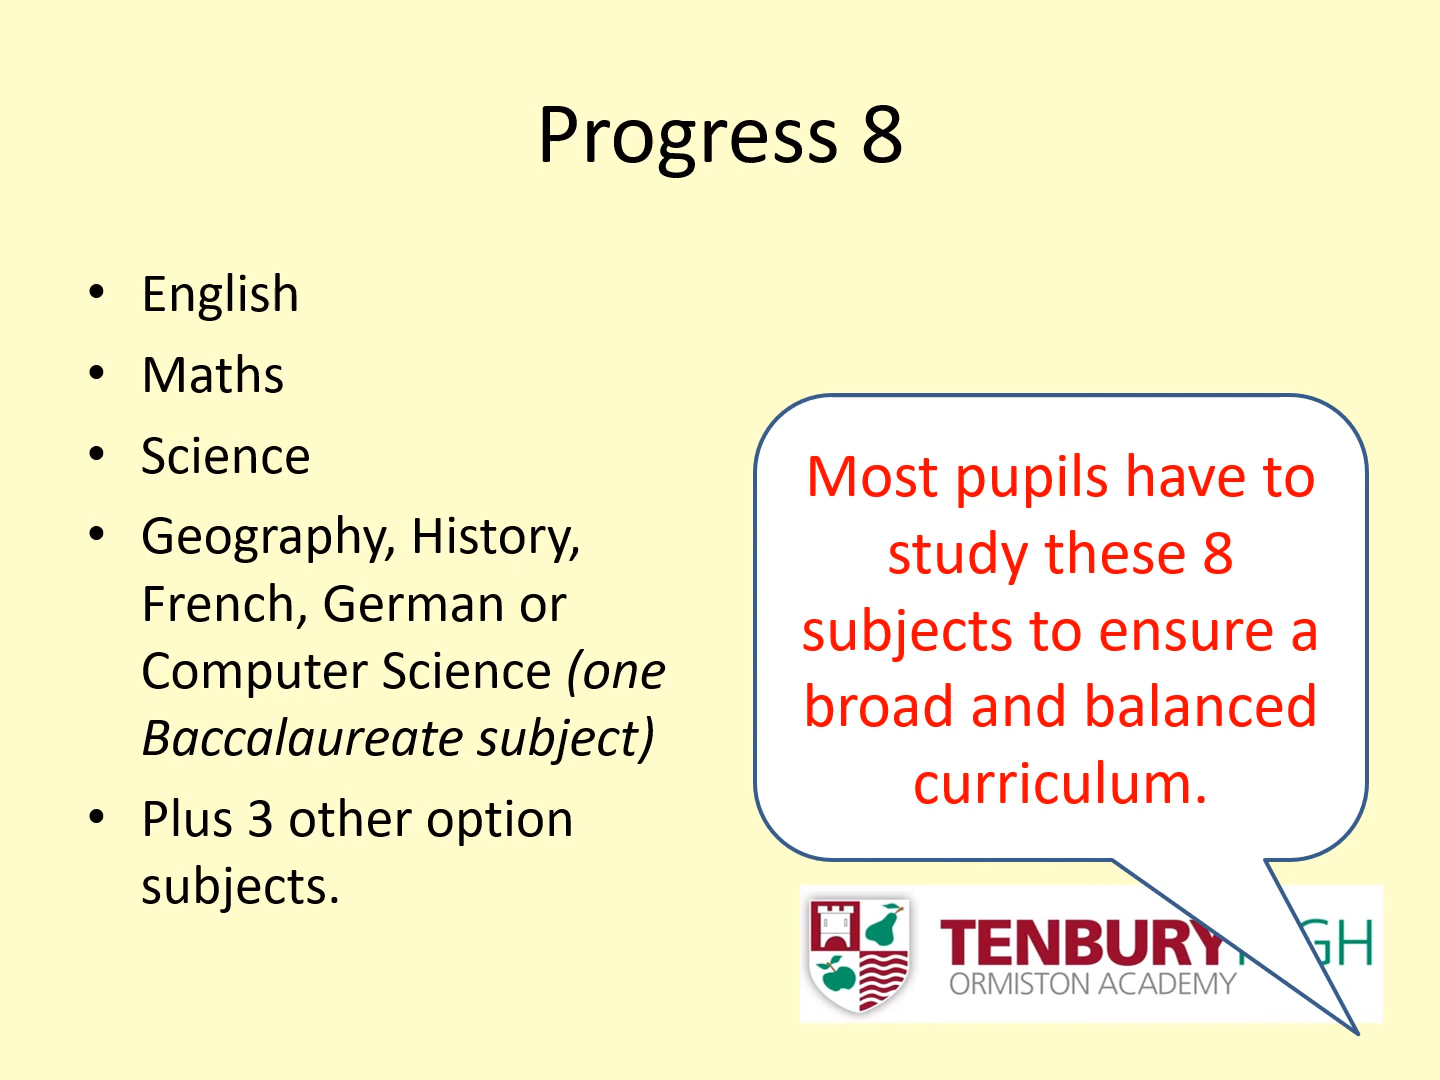 Progress 8
• English
• Maths
• Science
• Geography, History,
French, German or
Computer Science (one
Baccalaureate subject)
• Plus 3 other option
subjects.
Most pupils have to
study these 8
subjects to ensure a
broad and balanced
curriculum.
TENBURY
ORMISTON ACADEMY